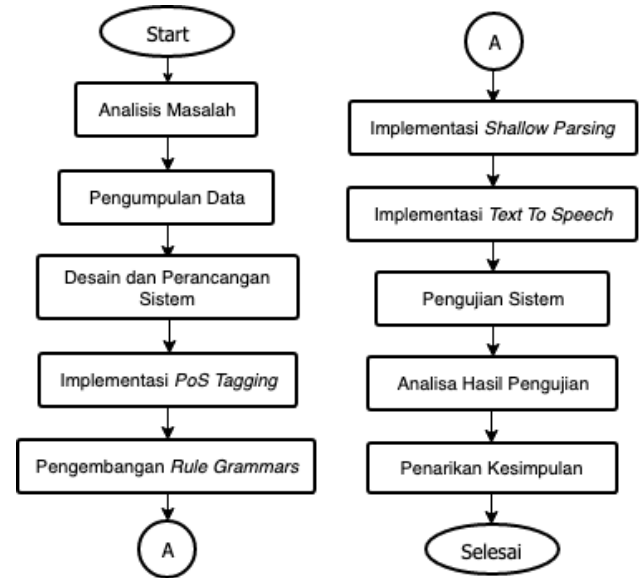 Start
Analisis Masalah
Pengumpulan Data
Desain dan Perancangan
Sistem
Implementasi PoS Tagging
Pengembangan Rule Grammars
A
A
Implementasi Shallow Parsing
Implementasi Text To Speech
Pengujian Sistem
Analisa Hasil Pengujian
Penarikan Kesimpulan
Selesai